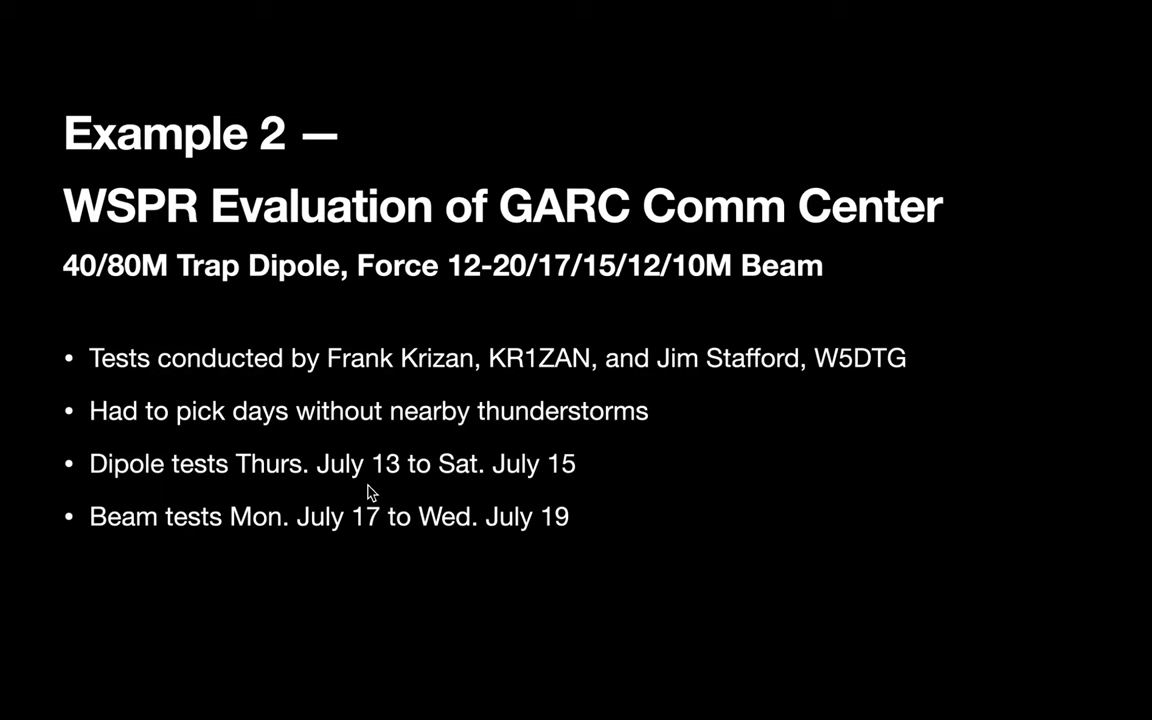 Example 2 —
WSPR Evaluation of GARC Comm Center
40/80M Trap Dipole, Force 12-20/17/15/12/10M Beam
• Tests conducted by Frank Krizan, KR1ZAN, and Jim Stafford, W5DTG
• Had to pick days without nearby thunderstorms
• Dipole tests Thurs. July 13 to Sat. July 15
• Beam tests Mon. July 17 to Wed. July 19